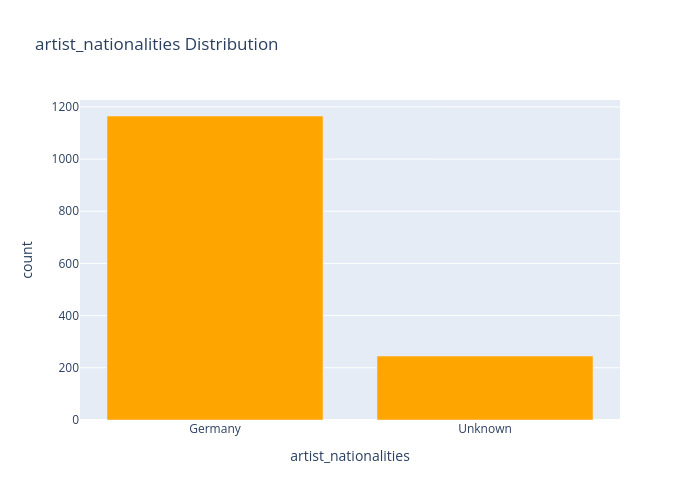 artist_nationalities Distribution
1200
1000
800
600
400
200
0
count
Germany
Unknown
artist_nationalities